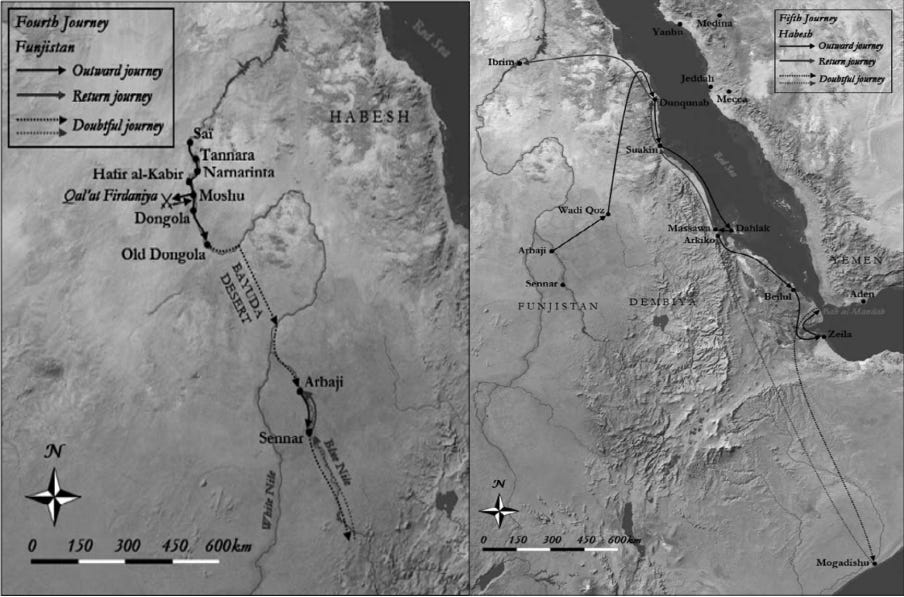 Fourth Journey
Funjistan
Outward journey
Return journey
Doubtful journey
Red Sea
HABESH
Saï
Tannara
Narnarinta
Hafir al-Kabir
Qal'at Firdaniya
Moshu
Dongola
Old Dongola
BAYUDA
DESERT
Arbaji
Sennar
Blue Nile
White Nile
N
0 150 300 450 600km
Fifth Journey
Habesh
Outward journey
Return journey
Doubtful journey
Medina
Yanbu
Ibrim
Jeddah
Mecca
Dunqunab
Suakin
Red Sea
Wadi Qoz
Massawa
Dahlak
Arkiko
Arbaji
YEMEN
Sennar
FUNJISTAN
DEMBIYA
Bejlul
Aden
Bab al-Mandab
Zeila
N
0 150 300 450 600km
Mogadishu